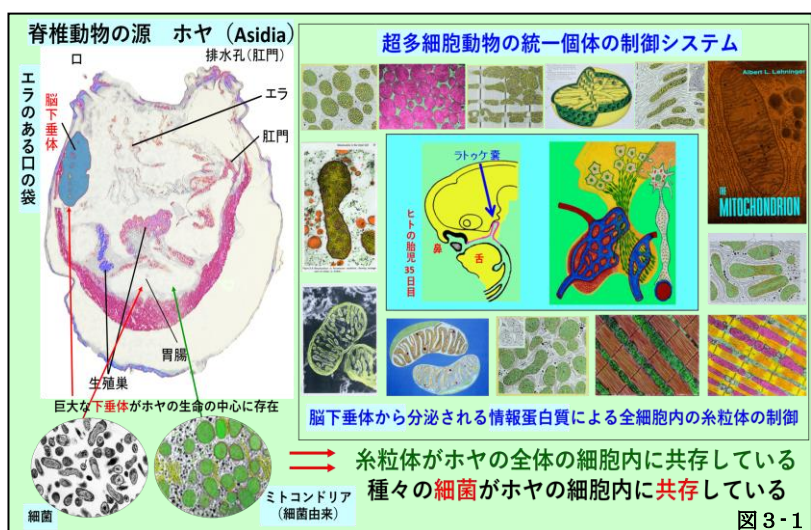 脊椎動物の源　ホヤ（Asidia）
口
排水孔(肛門)
エラのある口の袋
脳下垂体
エラ
肛門
胃腸
生殖巣
巨大な下垂体がホヤの生命の中心に存在
細菌
ミトコンドリア
(細菌由来)
超多細胞動物の統一個体の制御システム
Albert L. Lehninger
THE
MITOCHONDRION
ラトゥケ嚢
ヒトの胎児35日目
鼻
舌
脳下垂体から分泌される情報蛋白質による全細胞内の糸粒体の制御
糸粒体がホヤの全体の細胞内に共存している
種々の細菌がホヤの細胞内に共存している
図3-1